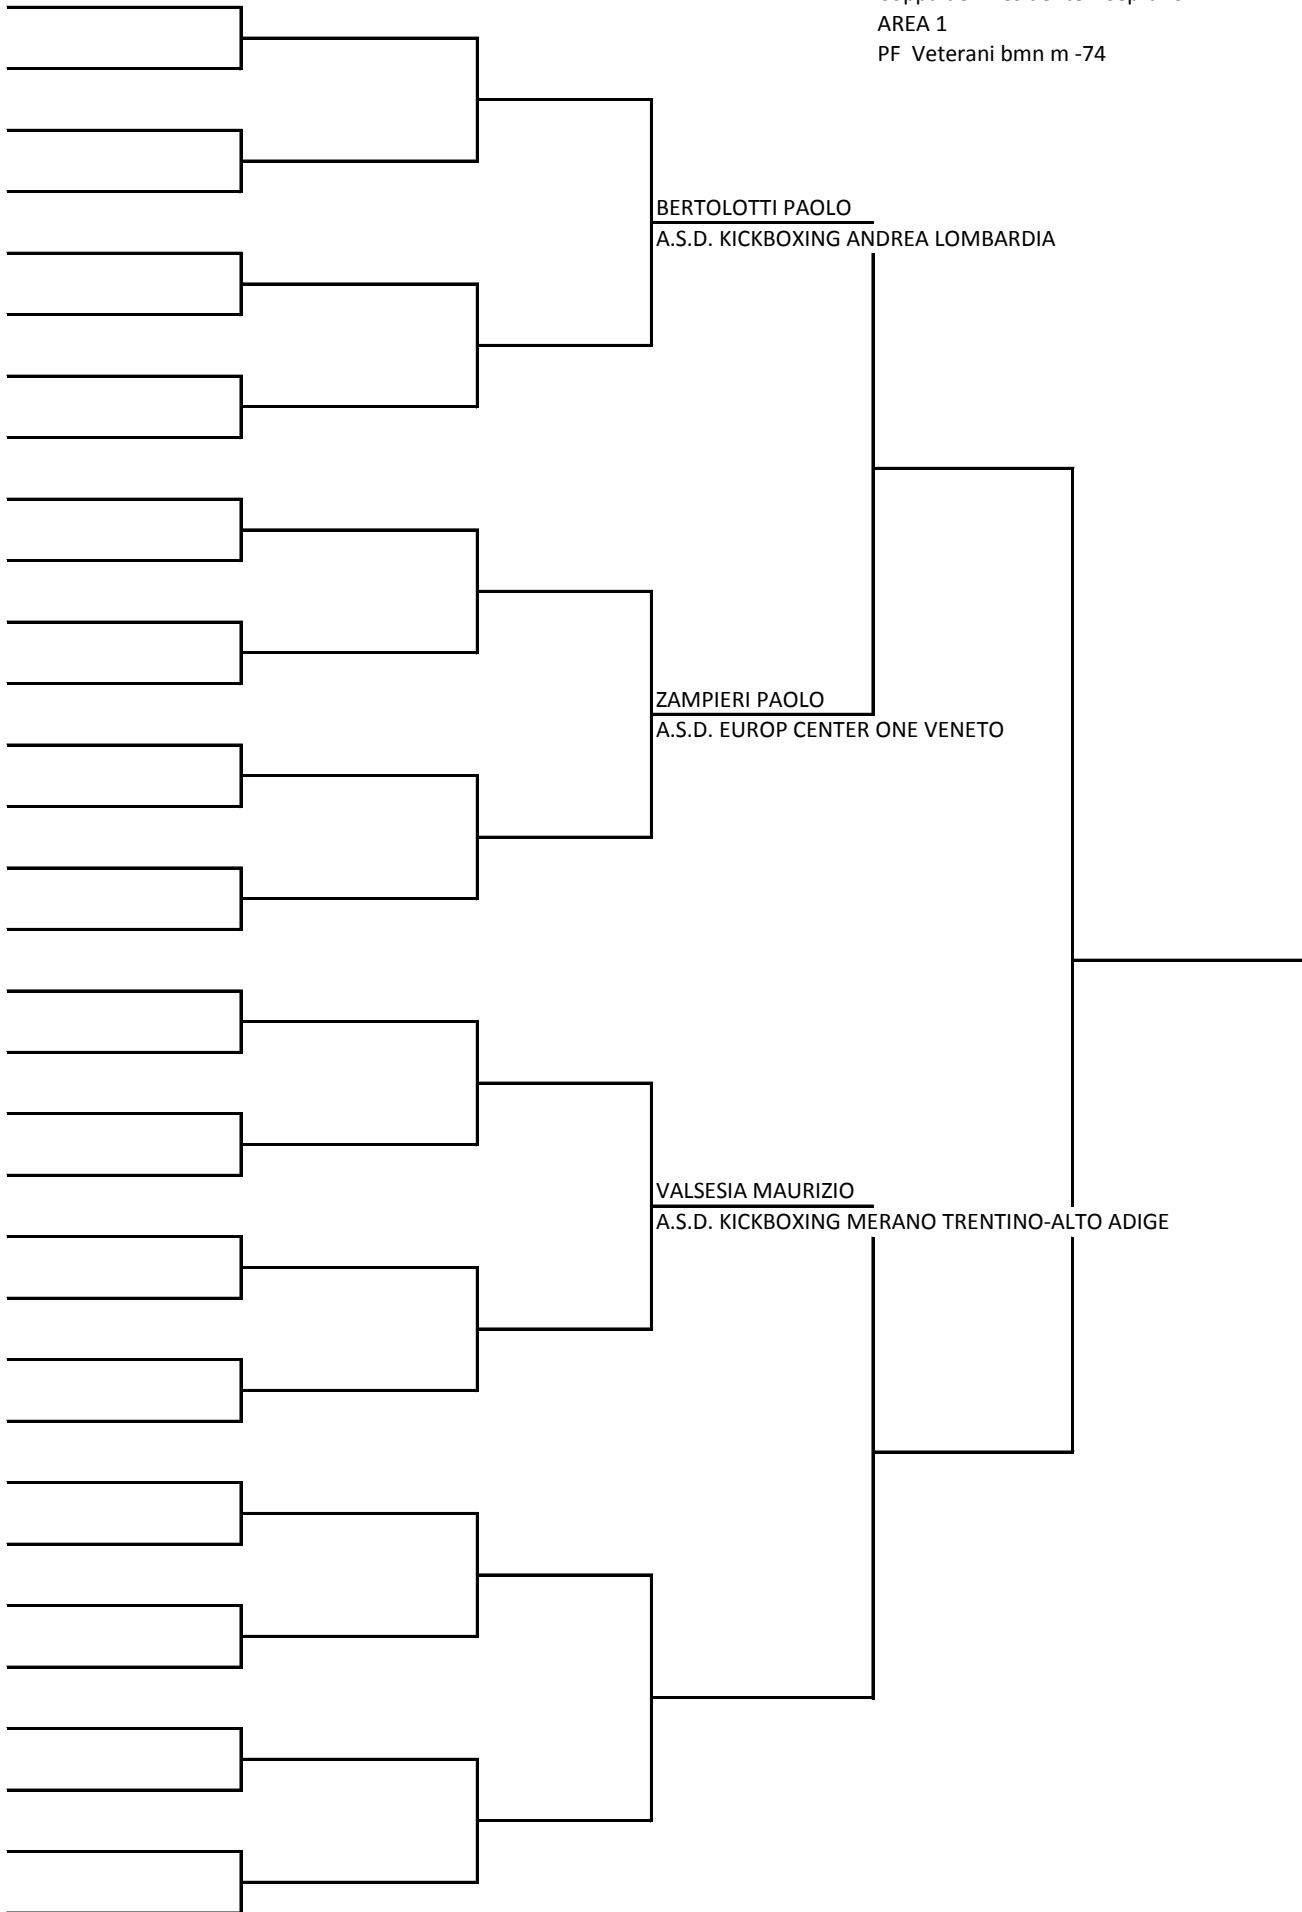 AREA 1
PF Veterani bmn m -74
BERTOLOTTI PAOLO
A.S.D. KICKBOXING ANDREA LOMBARDIA
ZAMPIERI PAOLO
A.S.D. EUROP CENTER ONE VENETO
VALSESIA MAURIZIO
A.S.D. KICKBOXING MERANO TRENTINO-ALTO ADIGE